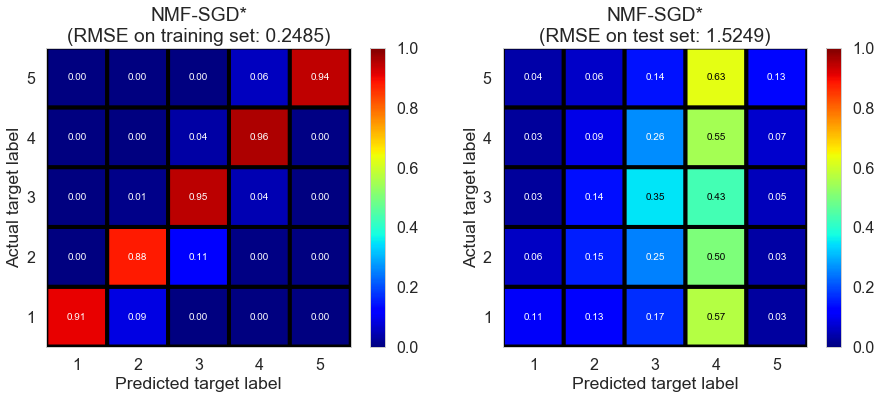 NMF-SGD*
(RMSE on training set: 0.2485)
Actual target label
5
0.00 0.00 0.00 0.06 0.94
4
0.00 0.00 0.04 0.96 0.00
3
0.00 0.01 0.95 0.04 0.00
2
0.00 0.88 0.11 0.00 0.00
1
0.91 0.09 0.00 0.00 0.00
1 2 3 4 5
Predicted target label
1.0
0.8
0.6
0.4
0.2
0.0
NMF-SGD*
(RMSE on test set: 1.5249)
Actual target label
5
0.04 0.06 0.14 0.63 0.13
4
0.03 0.09 0.26 0.55 0.07
3
0.03 0.14 0.35 0.43 0.05
2
0.06 0.15 0.25 0.50 0.03
1
0.11 0.13 0.17 0.57 0.03
1 2 3 4 5
Predicted target label
1.0
0.8
0.6
0.4
0.2
0.0